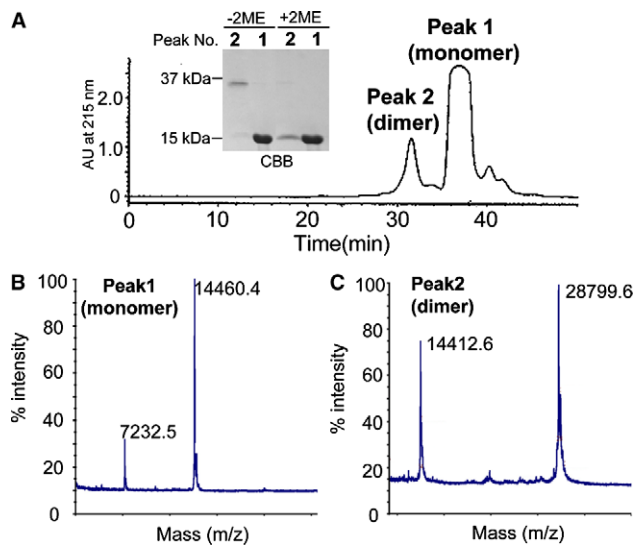 A
-2ME +2ME
Peak No. 2 1 2 1
37 kDa
15 kDa
CBB
Peak 1
(monomer)
Peak 2
(dimer)
AU at 215 nm
2.0
1.0
0
0 10 20 30 40
Time(min)
B
Peak1
(monomer)
14460.4
7232.5
% intensity
100
80
60
40
20
0
Mass (m/z)
C
Peak2
(dimer)
28799.6
14412.6
% intensity
100
80
60
40
20
0
Mass (m/z)